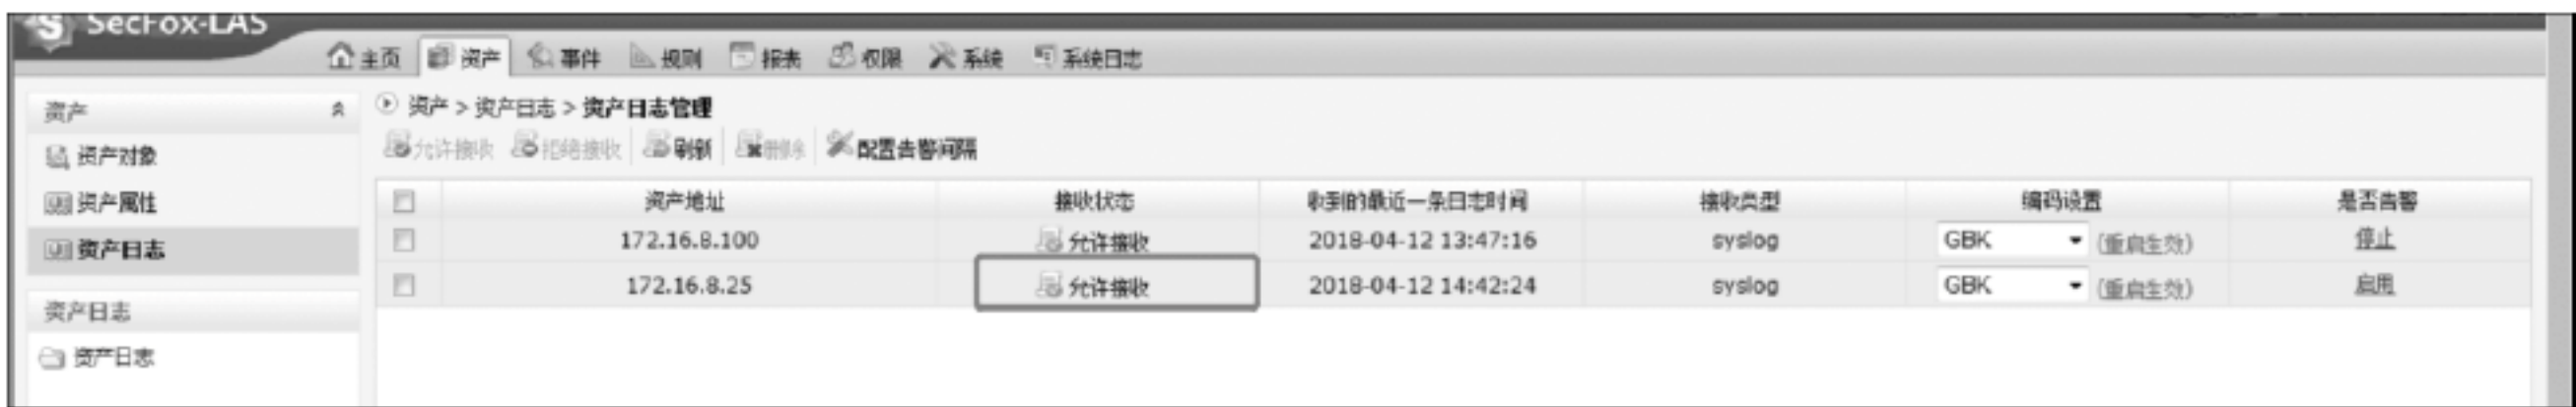 SecFox-LAS
主页 资产 事件 规则 报表 权限 系统 系统日志
资产
资产 > 资产日志 > 资产日志管理
资产对象
允许接收 拒绝接收 刷新 删除 配置告警间隔
资产属性
资产地址 接收状态 收到的最近一条日志时间 接收类型 编码设置 是否告警
资产日志
172.16.8.100 允许接收 2018-04-12 13:47:16 syslog GBK (重启生效) 停止
172.16.8.25 允许接收 2018-04-12 14:42:24 syslog GBK (重启生效) 启用
资产日志
资产日志